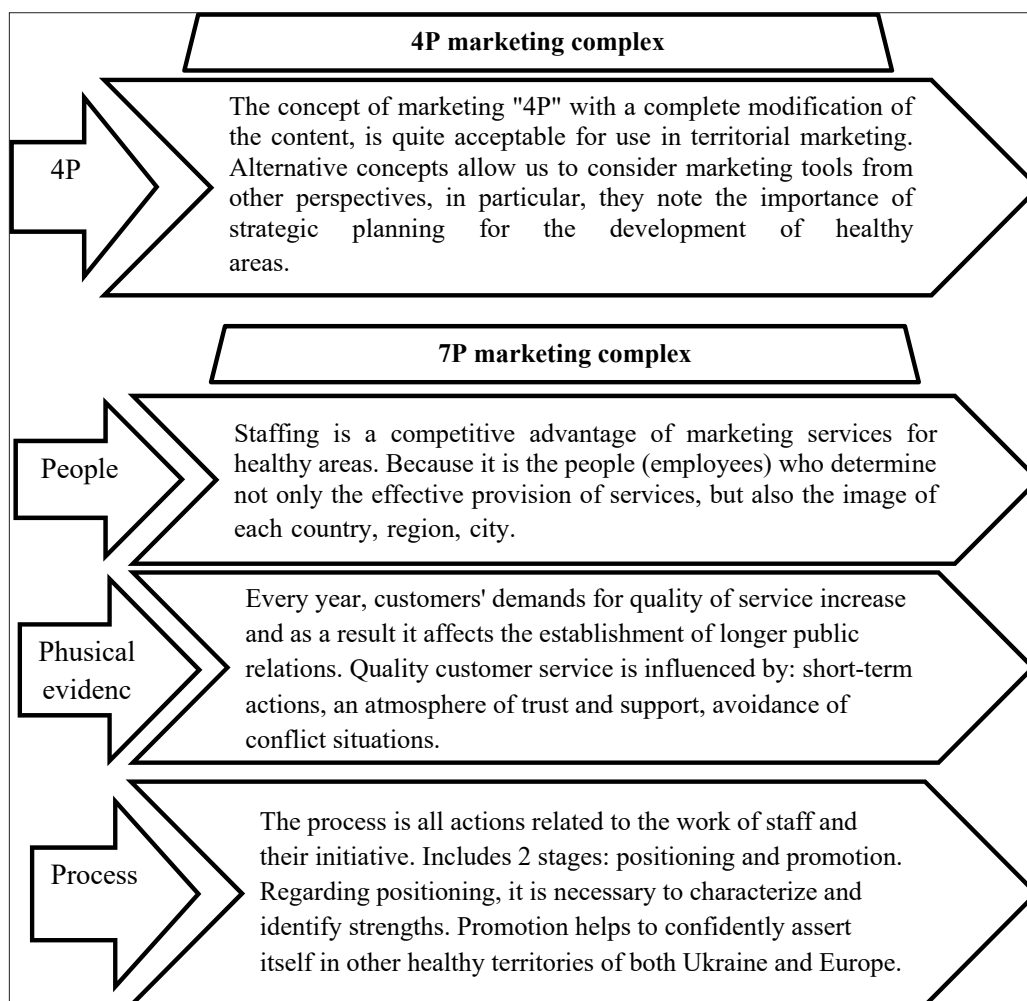 4P marketing complex
4P
The concept of marketing "4P" with a complete modification of
the content, is quite acceptable for use in territorial marketing.
Alternative concepts allow us to consider marketing tools from
other perspectives, in particular, they note the importance of
strategic planning for the development of healthy
areas.
7P marketing complex
People
Staffing is a competitive advantage of marketing services for
healthy areas. Because it is the people (employees) who determine
not only the effective provision of services, but also the image of
each country, region, city.
Phusical
evidenc
Every year, customers' demands for quality of service increase
and as a result it affects the establishment of longer public
relations. Quality customer service is influenced by: short-term
actions, an atmosphere of trust and support, avoidance of
conflict situations.
Process
The process is all actions related to the work of staff and
their initiative. Includes 2 stages: positioning and promotion.
Regarding positioning, it is necessary to characterize and
identify strengths. Promotion helps to confidently assert
itself in other healthy territories of both Ukraine and Europe.